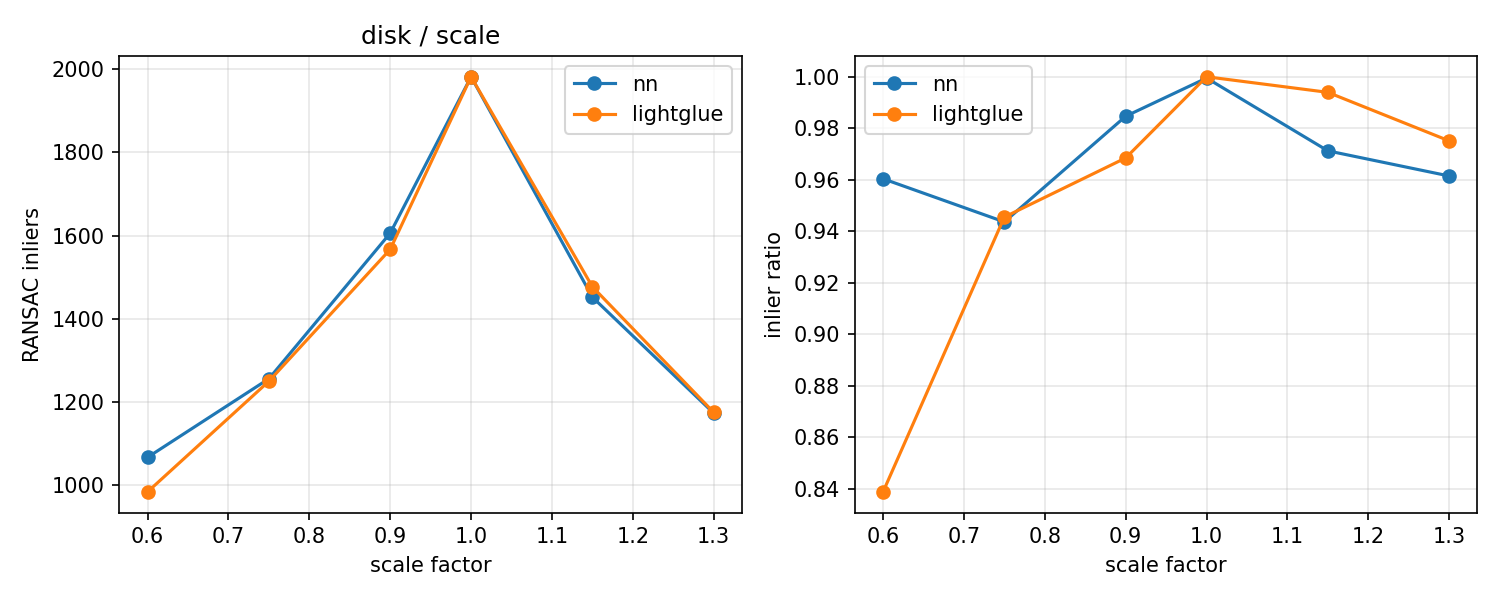 disk / scale
RANSAC inliers
2000
1800
1600
1400
1200
1000
nn
lightglue
0.6 0.7 0.8 0.9 1.0 1.1 1.2 1.3
scale factor
inlier ratio
1.00
0.98
0.96
0.94
0.92
0.90
0.88
0.86
0.84
nn
lightglue
0.6 0.7 0.8 0.9 1.0 1.1 1.2 1.3
scale factor